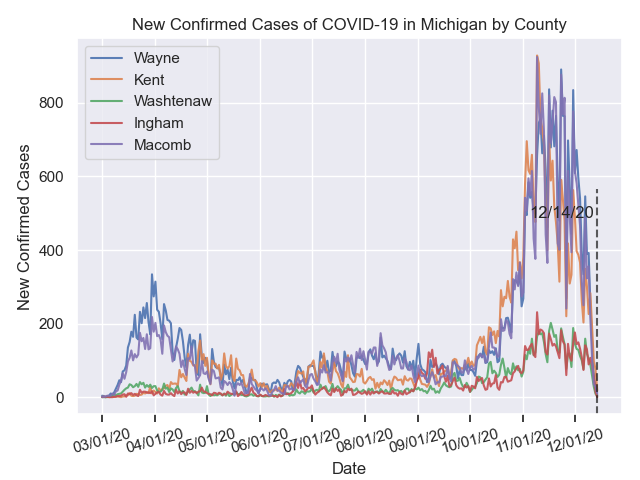 New Confirmed Cases of COVID-19 in Michigan by County
Wayne
Kent
Washtenaw
Ingham
Macomb
800
600
400
200
0
New Confirmed Cases
12/14/20
03/01/20
04/01/20
05/01/20
06/01/20
07/01/20
08/01/20
09/01/20
10/01/20
11/01/20
12/01/20
Date